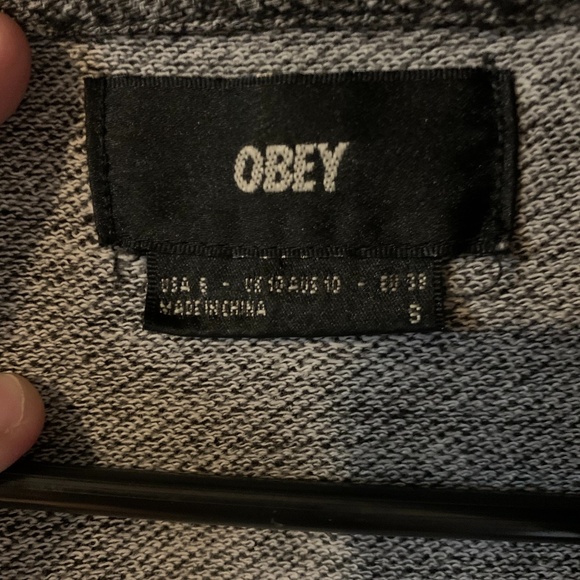 OBEY
USA 6 - UK 10 AUS 10 - EU 38
MADE IN CHINA
S